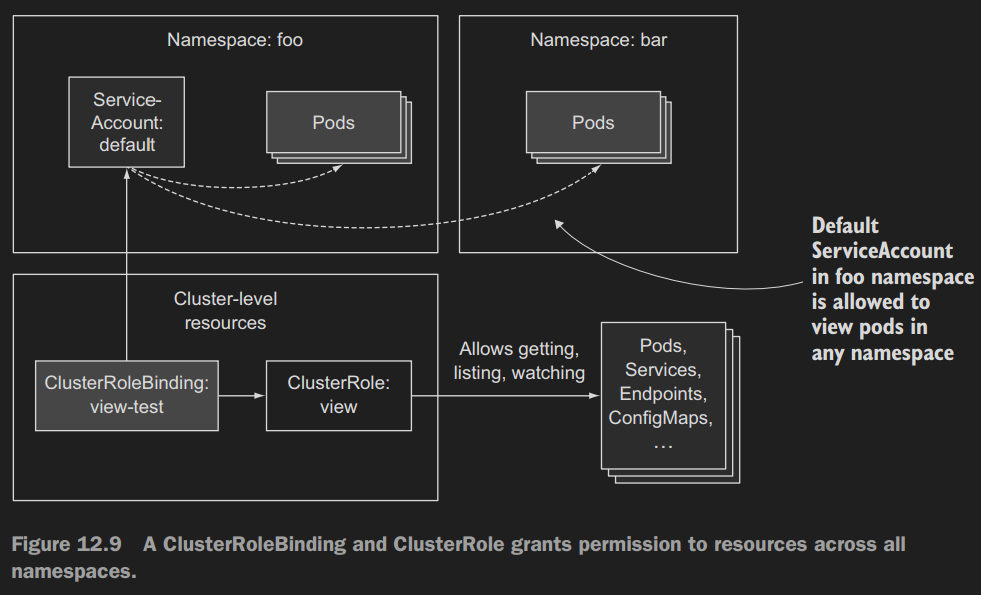 Namespace: foo
Namespace: bar
Service-
Account:
default
Pods
Pods
Default
ServiceAccount
in foo namespace
is allowed to
view pods in
any namespace
Cluster-level
resources
ClusterRoleBinding:
view-test
ClusterRole:
view
Allows getting,
listing, watching
Pods,
Services,
Endpoints,
ConfigMaps,
...
Figure 12.9 A ClusterRoleBinding and ClusterRole grants permission to resources across all
namespaces.